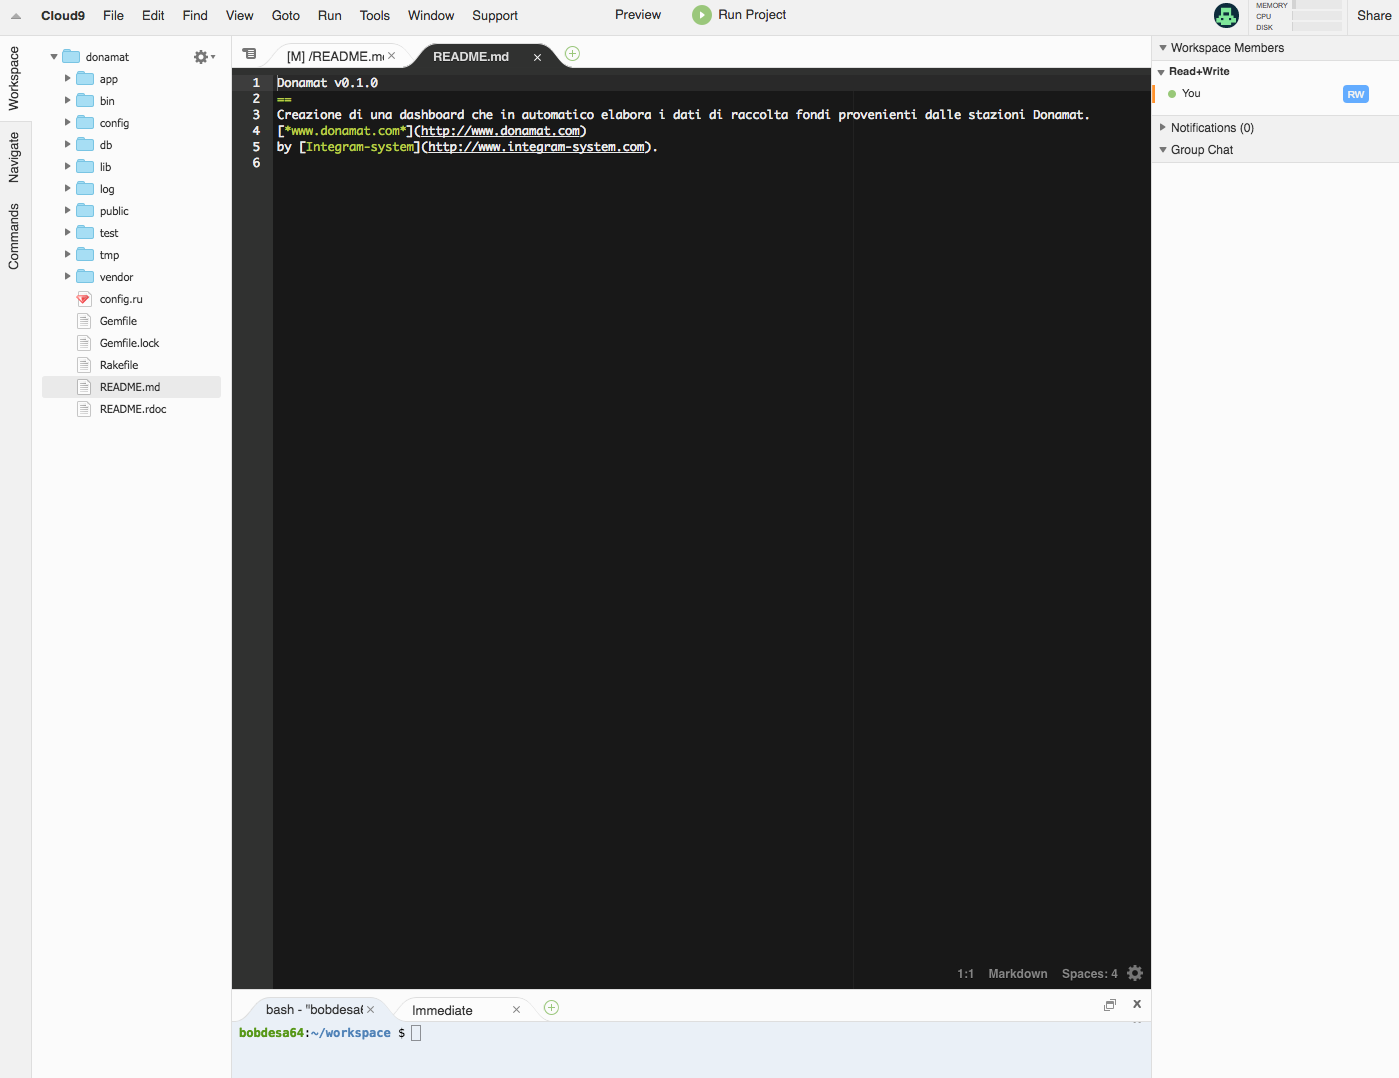 Cloud9 File Edit Find View Goto Run Tools Window Support Preview Run Project MEMORY CPU DISK Share
Workspace
Navigate
Commands
donamat
app
bin
config
db
lib
log
public
test
tmp
vendor
config.ru
Gemfile
Gemfile.lock
Rakefile
README.md
README.rdoc
[M] /README.m ×
README.md ×
1 Donamat v0.1.0
2 ==
3 Creazione di una dashboard che in automatico elabora i dati di raccolta fondi provenienti dalle stazioni Donamat.
4 [*www.donamat.com*](http://www.donamat.com)
5 by [Integram-system](http://www.integram-system.com).
6
1:1 Markdown Spaces: 4
bash - "bobdesa6 ×
Immediate ×
bobdesa64:~/workspace $
Workspace Members
Read+Write
You RW
Notifications (0)
Group Chat